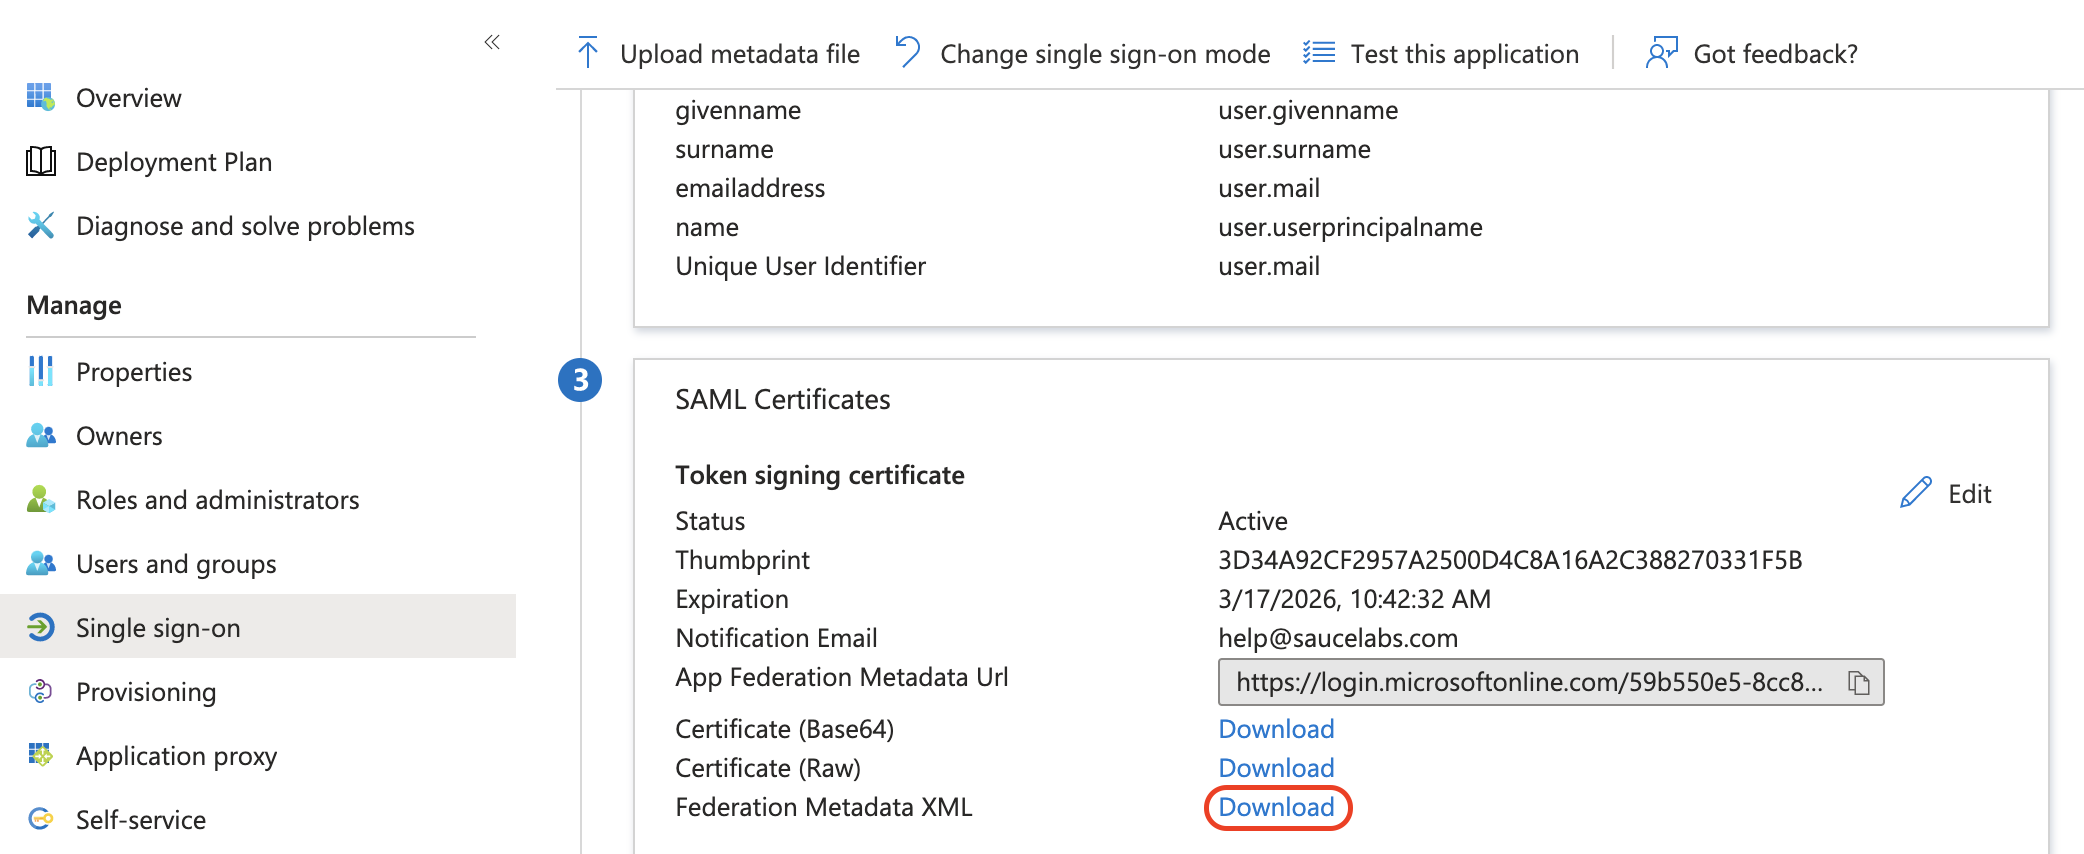 Overview
Deployment Plan
Diagnose and solve problems
Manage
Properties
Owners
Roles and administrators
Users and groups
Single sign-on
Provisioning
Application proxy
Self-service
Upload metadata file Change single sign-on mode Test this application Got feedback?
givenname user.givenname
surname user.surname
emailaddress user.mail
name user.userprincipalname
Unique User Identifier user.mail
3
SAML Certificates
Token signing certificate
Edit
Status Active
Thumbprint 3D34A92CF2957A2500D4C8A16A2C388270331F5B
Expiration 3/17/2026, 10:42:32 AM
Notification Email help@saucelabs.com
App Federation Metadata Url https://login.microsoftonline.com/59b550e5-8cc8...
Certificate (Base64) Download
Certificate (Raw) Download
Federation Metadata XML Download